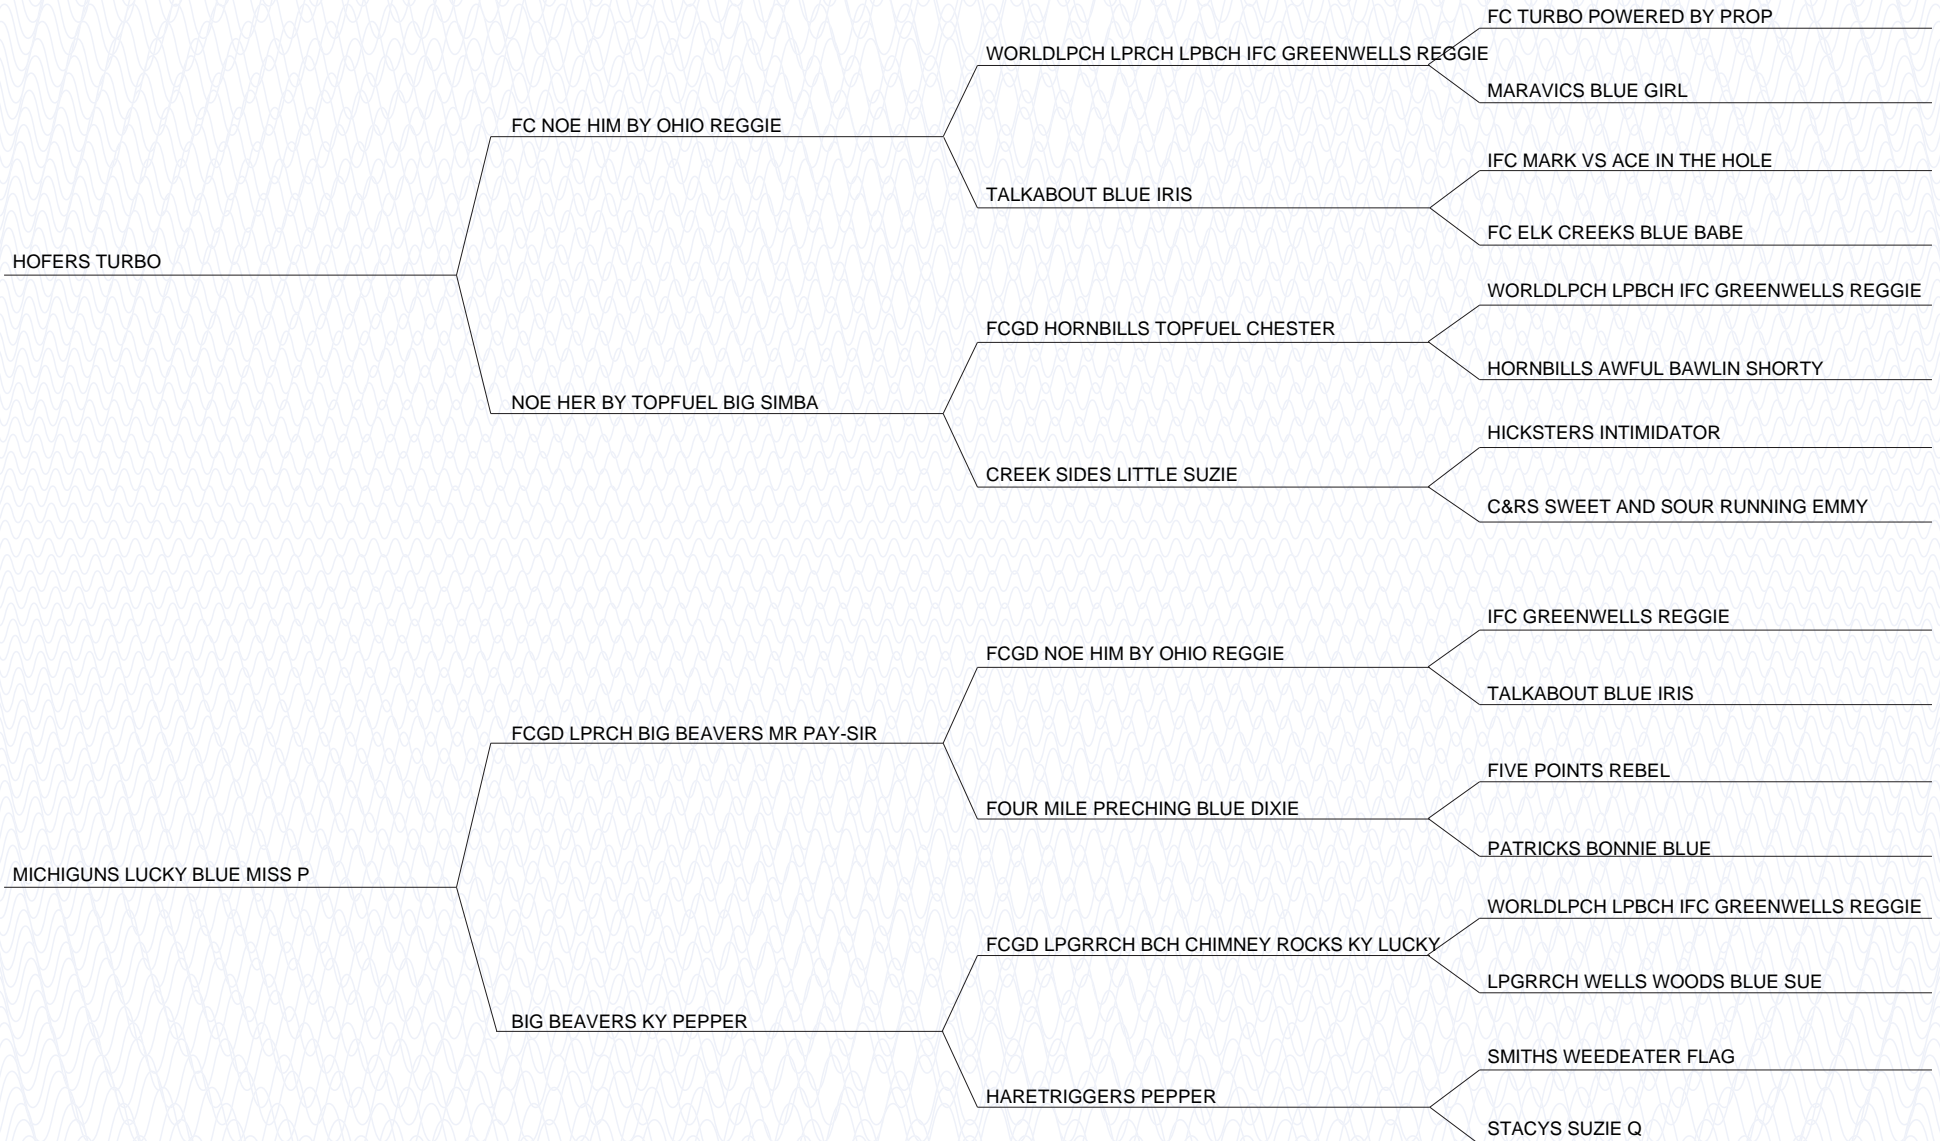 FC TURBO POWERED BY PROP
WORLDLPCH LPRCH LPBCH IFC GREENWELLS REGGIE
MARAVICS BLUE GIRL
FC NOE HIM BY OHIO REGGIE
IFC MARK VS ACE IN THE HOLE
TALKABOUT BLUE IRIS
FC ELK CREEKS BLUE BABE
HOFERS TURBO
WORLDLPCH LPBCH IFC GREENWELLS REGGIE
FCGD HORNBILLS TOPFUEL CHESTER
HORNBILLS AWFUL BAWLIN SHORTY
NOE HER BY TOPFUEL BIG SIMBA
HICKSTERS INTIMIDATOR
CREEK SIDES LITTLE SUZIE
C&RS SWEET AND SOUR RUNNING EMMY
IFC GREENWELLS REGGIE
FCGD NOE HIM BY OHIO REGGIE
TALKABOUT BLUE IRIS
FCGD LPRCH BIG BEAVERS MR PAY-SIR
FIVE POINTS REBEL
FOUR MILE PRECHING BLUE DIXIE
PATRICKS BONNIE BLUE
MICHIGUNS LUCKY BLUE MISS P
WORLDLPCH LPBCH IFC GREENWELLS REGGIE
FCGD LPGRRCH BCH CHIMNEY ROCKS KY LUCKY
LPGRRCH WELLS WOODS BLUE SUE
BIG BEAVERS KY PEPPER
SMITHS WEEDEATER FLAG
HARETRIGGERS PEPPER
STACYS SUZIE Q